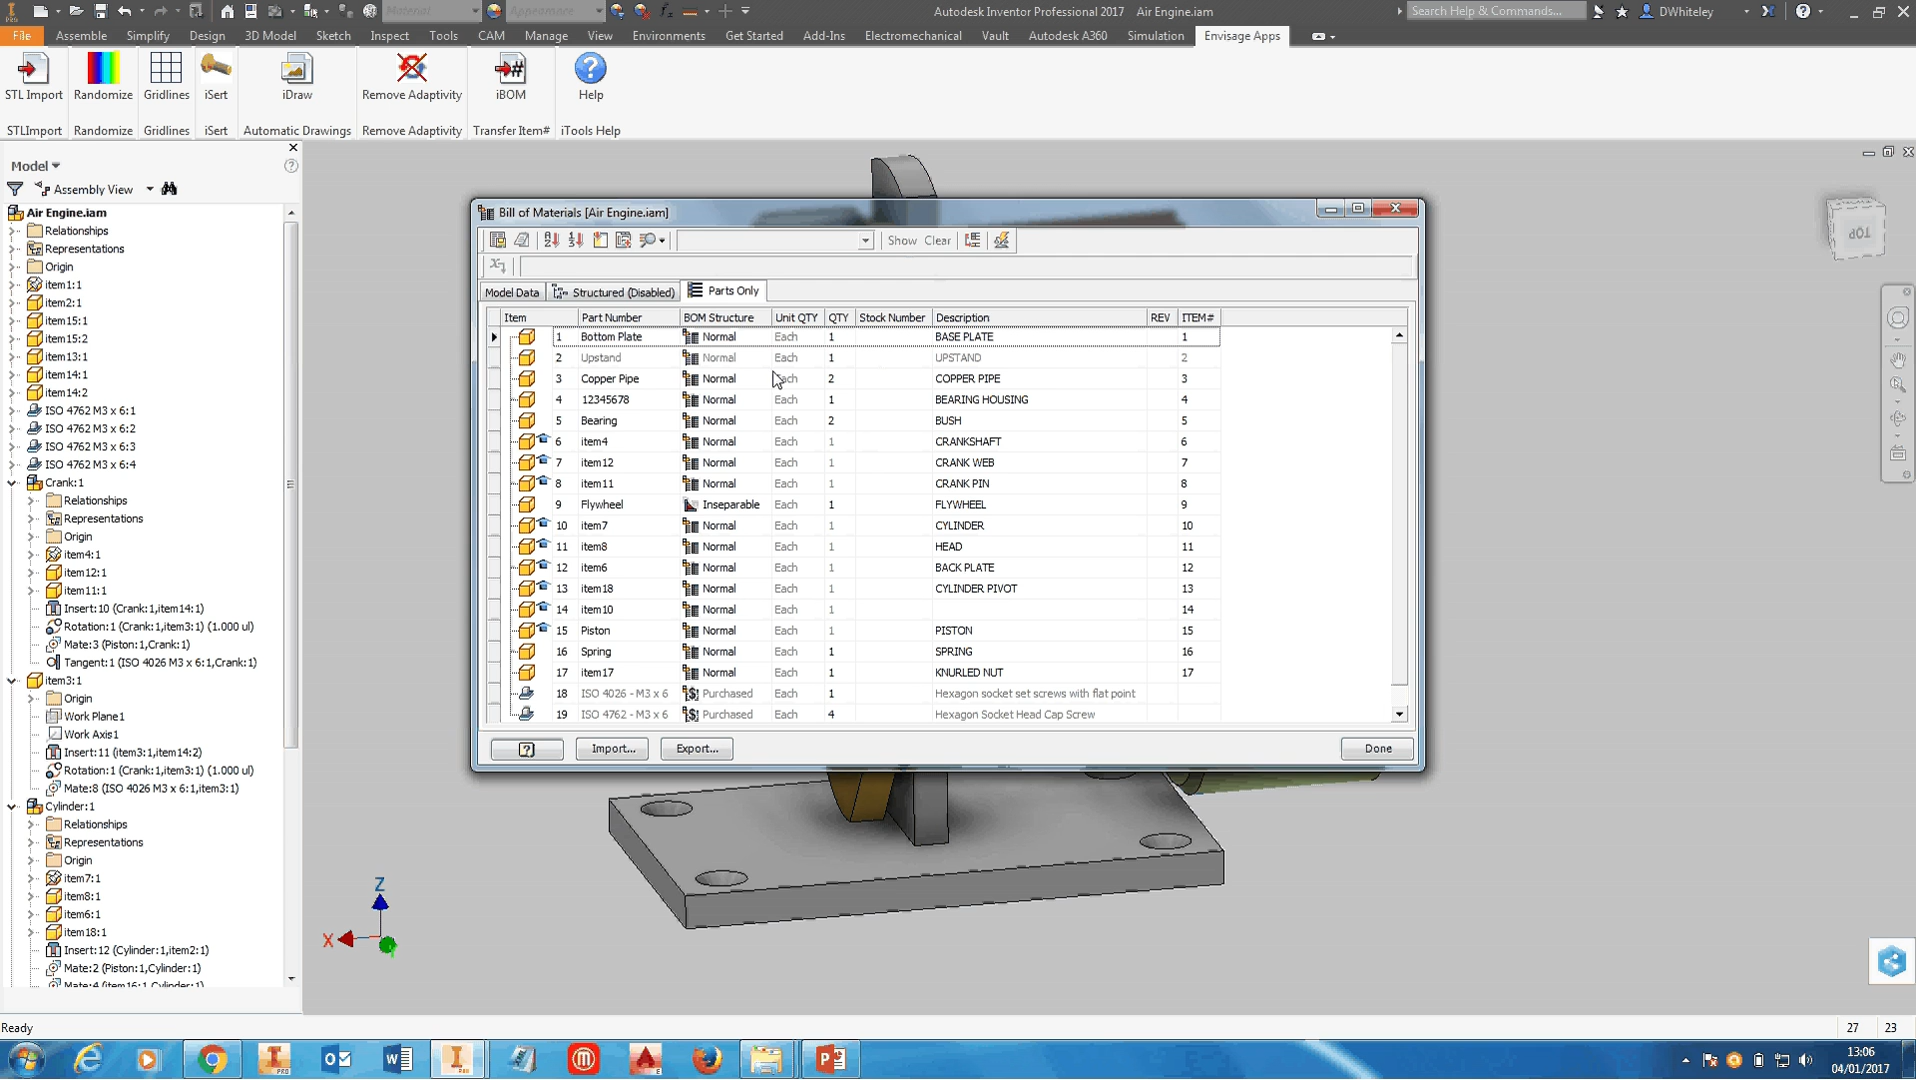 Material
Appearance
Autodesk Inventor Professional 2017 Air Engine.iam
Search Help & Commands...
DWhiteley
PRO
File Assemble Simplify Design 3D Model Sketch Inspect Tools CAM Manage View Environments Get Started Add-Ins Electromechanical Vault Autodesk A360 Simulation Envisage Apps
STL Import Randomize Gridlines iSert iDraw Remove Adaptivity iBOM Help
STLImport Randomize Gridlines iSert Automatic Drawings Remove Adaptivity Transfer Item# iTools Help
Model
Assembly View
Air Engine.iam
Relationships
Representations
Origin
item1:1
item2:1
item15:1
item15:2
item13:1
item14:1
item14:2
ISO 4762 M3 x 6:1
ISO 4762 M3 x 6:2
ISO 4762 M3 x 6:3
ISO 4762 M3 x 6:4
Crank:1
Relationships
Representations
Origin
item4:1
item12:1
item11:1
Insert:10 (Crank:1,item14:1)
Rotation:1 (Crank:1,item3:1) (1.000 ul)
Mate:3 (Piston:1,Crank:1)
Tangent:1 (ISO 4026 M3 x 6:1,Crank:1)
item3:1
Origin
Work Plane1
Work Axis1
Insert:11 (item3:1,item14:2)
Rotation:1 (Crank:1,item3:1) (1.000 ul)
Mate:8 (ISO 4026 M3 x 6:1,item3:1)
Cylinder:1
Relationships
Representations
Origin
item7:1
item8:1
item6:1
item18:1
Insert:12 (Cylinder:1,item2:1)
Mate:2 (Piston:1,Cylinder:1)
Mate:4 (item16:1,Cylinder:1)
Bill of Materials [Air Engine.iam]
Show Clear
Model Data Structured (Disabled) Parts Only
Item Part Number BOM Structure Unit QTY QTY Stock Number Description REV ITEM#
1 Bottom Plate Normal Each 1 BASE PLATE 1
2 Upstand Normal Each 1 UPSTAND 2
3 Copper Pipe Normal Each 2 COPPER PIPE 3
4 12345678 Normal Each 1 BEARING HOUSING 4
5 Bearing Normal Each 2 BUSH 5
6 item4 Normal Each 1 CRANKSHAFT 6
7 item12 Normal Each 1 CRANK WEB 7
8 item11 Normal Each 1 CRANK PIN 8
9 Flywheel Inseparable Each 1 FLYWHEEL 9
10 item7 Normal Each 1 CYLINDER 10
11 item8 Normal Each 1 HEAD 11
12 item6 Normal Each 1 BACK PLATE 12
13 item18 Normal Each 1 CYLINDER PIVOT 13
14 item10 Normal Each 1 14
15 Piston Normal Each 1 PISTON 15
16 Spring Normal Each 1 SPRING 16
17 item17 Normal Each 1 KNURLED NUT 17
18 ISO 4026 - M3 x 6 Purchased Each 1 Hexagon socket set screws with flat point
19 ISO 4762 - M3 x 6 Purchased Each 4 Hexagon Socket Head Cap Screw
Import... Export... Done
TOP
Z
X
Ready
27 23
13:06
04/01/2017